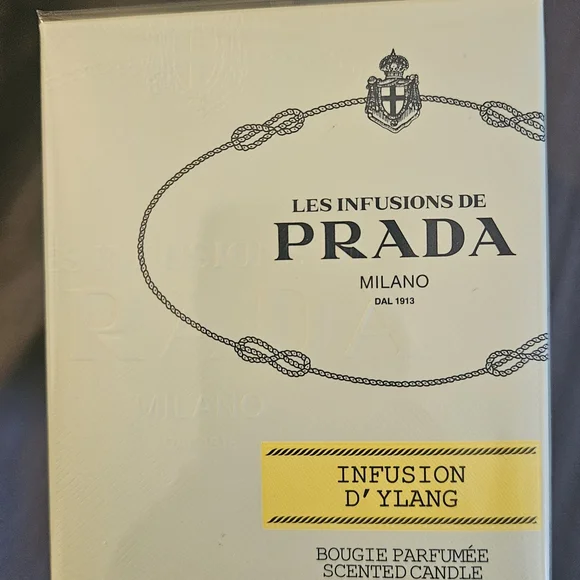 LES INFUSIONS DE
PRADA
MILANO
DAL 1913
INFUSION
D'YLANG
BOUGIE PARFUMÉE
SCENTED CANDLE